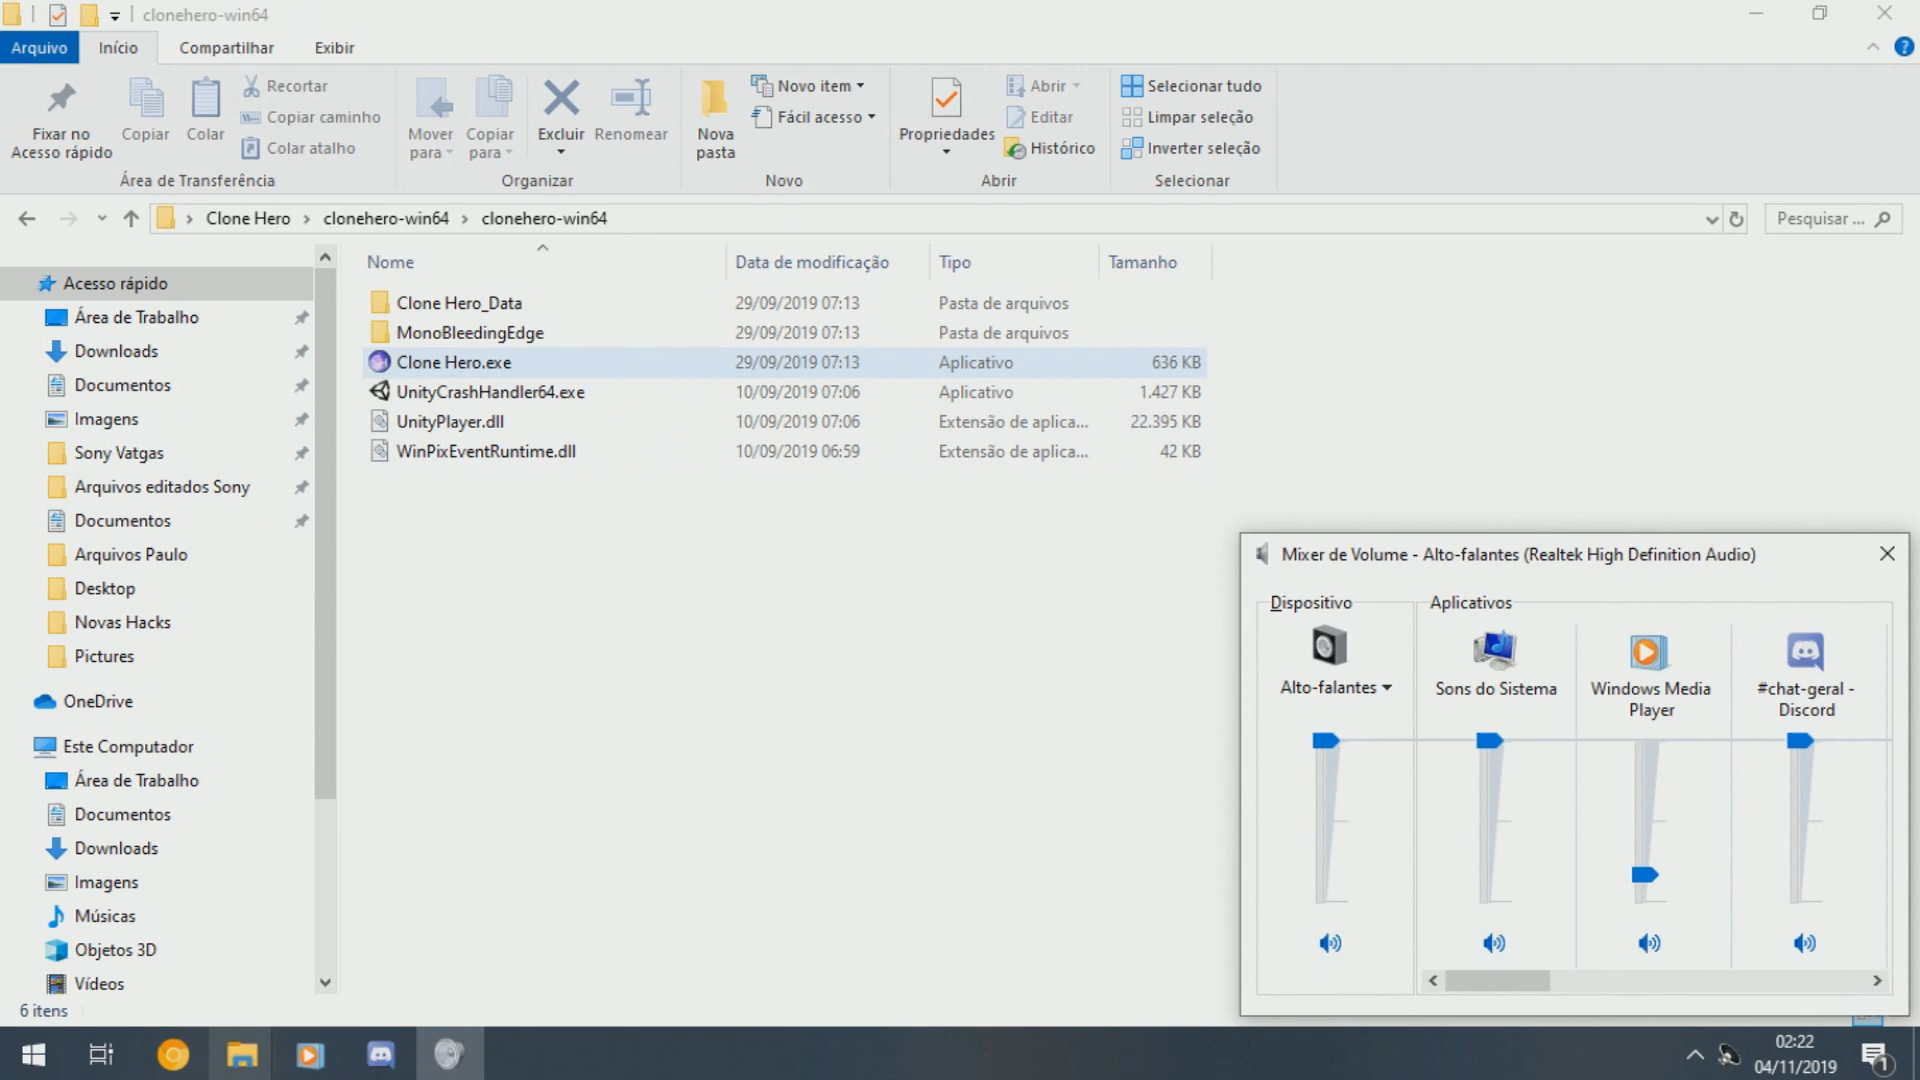 clonehero-win64
Arquivo
Início
Compartilhar
Exibir
Fixar no
Acesso rápido
Copiar
Colar
Recortar
Copiar caminho
Colar atalho
Área de Transferência
Mover
para
Copiar
para
Excluir
Renomear
Organizar
Nova
pasta
Novo item
Fácil acesso
Novo
Propriedades
Abrir
Editar
Histórico
Abrir
Selecionar tudo
Limpar seleção
Inverter seleção
Selecionar
Clone Hero
clonehero-win64
clonehero-win64
Pesquisar ...
Acesso rápido
Área de Trabalho
Downloads
Documentos
Imagens
Sony Vatgas
Arquivos editados Sony
Documentos
Arquivos Paulo
Desktop
Novas Hacks
Pictures
OneDrive
Este Computador
Área de Trabalho
Documentos
Downloads
Imagens
Músicas
Objetos 3D
Vídeos
6 itens
Nome Data de modificação Tipo Tamanho
Clone Hero_Data 29/09/2019 07:13 Pasta de arquivos
MonoBleedingEdge 29/09/2019 07:13 Pasta de arquivos
Clone Hero.exe 29/09/2019 07:13 Aplicativo 636 KB
UnityCrashHandler64.exe 10/09/2019 07:06 Aplicativo 1.427 KB
UnityPlayer.dll 10/09/2019 07:06 Extensão de aplica... 22.395 KB
WinPixEventRuntime.dll 10/09/2019 06:59 Extensão de aplica... 42 KB
Mixer de Volume - Alto-falantes (Realtek High Definition Audio)
Dispositivo
Aplicativos
Alto-falantes
Sons do Sistema
Windows Media
Player
#chat-geral -
Discord
02:22
04/11/2019
1